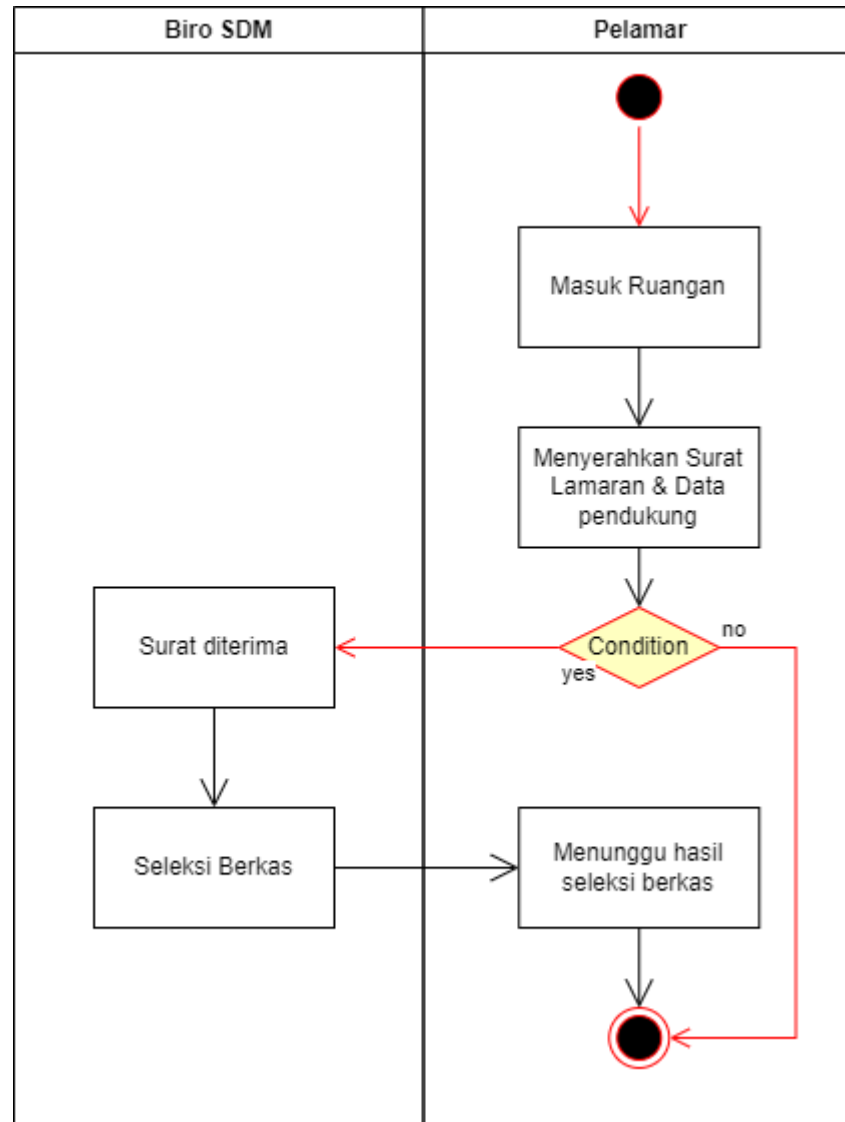 Biro SDM
Pelamar
Masuk Ruangan
Menyerahkan Surat
Lamaran & Data
pendukung
Condition
no
yes
Surat diterima
Seleksi Berkas
Menunggu hasil
seleksi berkas